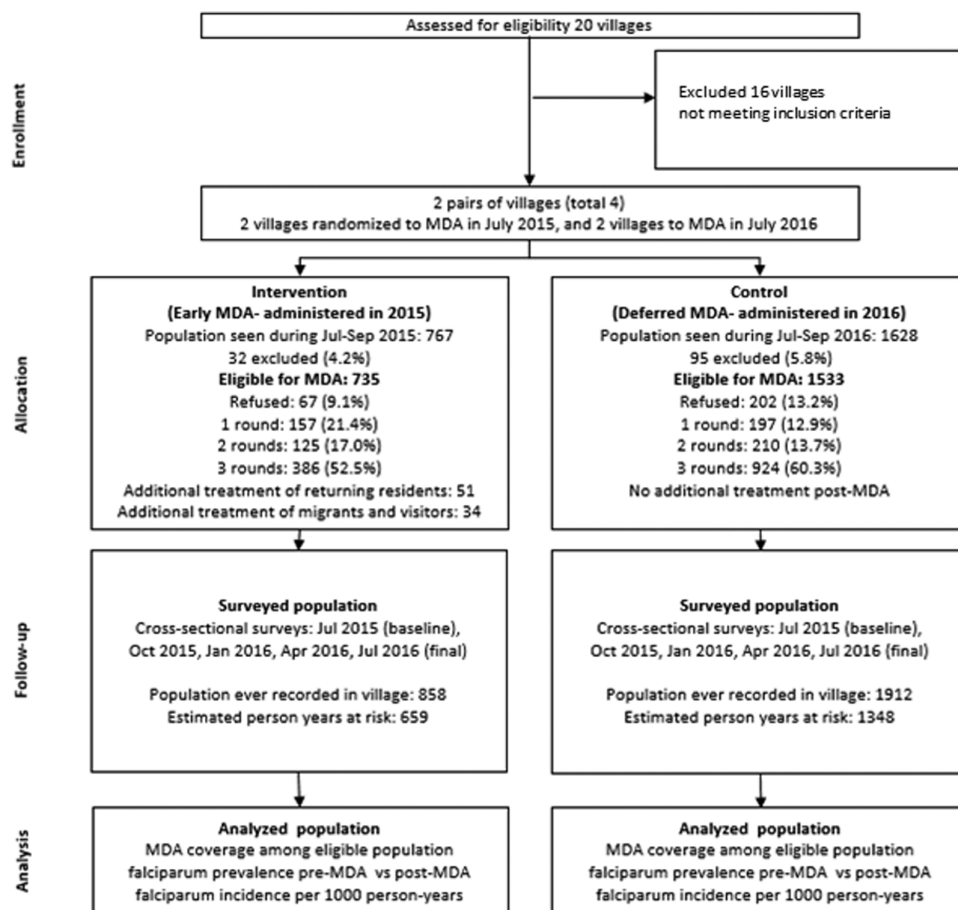 Assessed for eligibility 20 villages
Enrollment
Excluded 16 villages
not meeting inclusion criteria
2 pairs of villages (total 4)
2 villages randomized to MDA in July 2015, and 2 villages to MDA in July 2016
Allocation
Intervention
(Early MDA- administered in 2015)
Population seen during Jul-Sep 2015: 767
32 excluded (4.2%)
Eligible for MDA: 735
Refused: 67 (9.1%)
1 round: 157 (21.4%)
2 rounds: 125 (17.0%)
3 rounds: 386 (52.5%)
Additional treatment of returning residents: 51
Additional treatment of migrants and visitors: 34
Control
(Deferred MDA- administered in 2016)
Population seen during Jul-Sep 2016: 1628
95 excluded (5.8%)
Eligible for MDA: 1533
Refused: 202 (13.2%)
1 round: 197 (12.9%)
2 rounds: 210 (13.7%)
3 rounds: 924 (60.3%)
No additional treatment post-MDA
Follow-up
Surveyed population
Cross-sectional surveys: Jul 2015 (baseline),
Oct 2015, Jan 2016, Apr 2016, Jul 2016 (final)
Population ever recorded in village: 858
Estimated person years at risk: 659
Surveyed population
Cross-sectional surveys: Jul 2015 (baseline),
Oct 2015, Jan 2016, Apr 2016, Jul 2016 (final)
Population ever recorded in village: 1912
Estimated person years at risk: 1348
Analysis
Analyzed population
MDA coverage among eligible population
falciparum prevalence pre-MDA vs post-MDA
falciparum incidence per 1000 person-years
Analyzed population
MDA coverage among eligible population
falciparum prevalence pre-MDA vs post-MDA
falciparum incidence per 1000 person-years